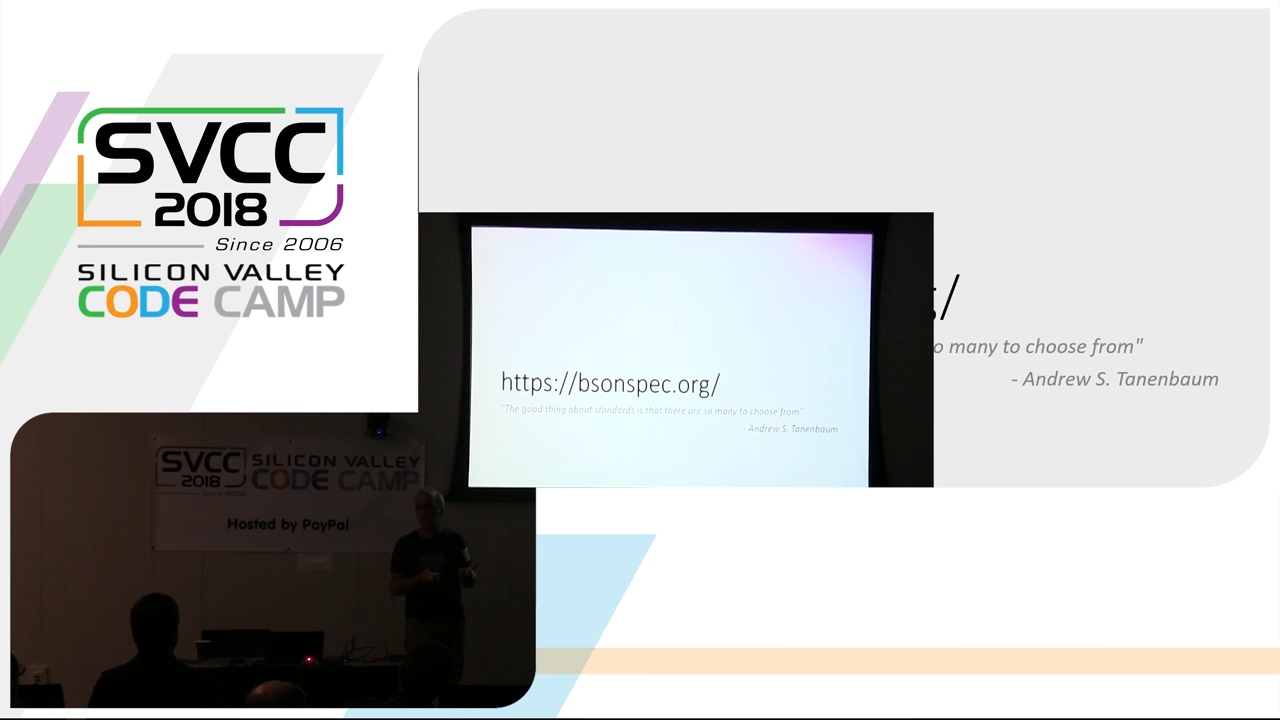 SVCC
2018
Since 2006
SILICON VALLEY
CODE CAMP
https://bsonspec.org/
"The good thing about standards is that there are so many to choose from"
- Andrew S. Tanenbaum
/
o many to choose from"
- Andrew S. Tanenbaum
SVCC
2018
Since 2006
SILICON VALLEY
CODE CAMP
Hosted by PayPal